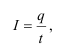 I = q/t,